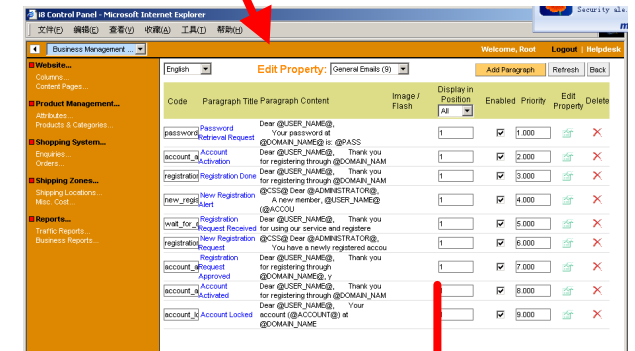 i8 Control Panel - Microsoft Internet Explorer
Security
文件(F) 编辑(E) 查看(V) 收藏(A) 工具(T) 帮助(H)
Business Management ...
Welcome, Root Logout | Helpdesk
Website...
Columns...
Content Pages...
Product Management...
Attributes...
Products & Categories...
Shopping System...
Enquiries...
Orders...
Shipping Zones...
Shipping Locations...
Misc. Cost...
Reports...
Traffic Reports...
Business Reports...
English Edit Property: General Emails (9) Add Paragraph Refresh Back
Code Paragraph Title Paragraph Content Image / Flash Display in Position All Enabled Priority Edit Property Delete
password Password Retrieval Request Dear @USER_NAME@, Your password at @DOMAIN_NAME@ is: @PASS 1 1.000
account_a Account Activation Dear @USER_NAME@, Thank you for registering through @DOMAIN_NAM 1 2.000
registration Registration Done Dear @USER_NAME@, Thank you for registering through @DOMAIN_NAM 1 3.000
new_regis New Registration Alert @CSS@ Dear @ADMINISTRATOR@, A new member, @USER_NAME@ (@ACCOU 1 4.000
wait_for_ Registration Request Received Dear @USER_NAME@, Thank you for using our service and registere 1 5.000
registration New Registration Request @CSS@ Dear @ADMINISTRATOR@, You have a newly registered accou 1 6.000
account_a Registration Request Approved Dear @USER_NAME@, Thank you for registering through @DOMAIN_NAME@, y 1 7.000
account_a Account Activated Dear @USER_NAME@, Thank you for registering through @DOMAIN_NAM 8.000
account_lo Account Locked Dear @USER_NAME@, Your account (@ACCOUNT@) at @DOMAIN_NAME 9.000